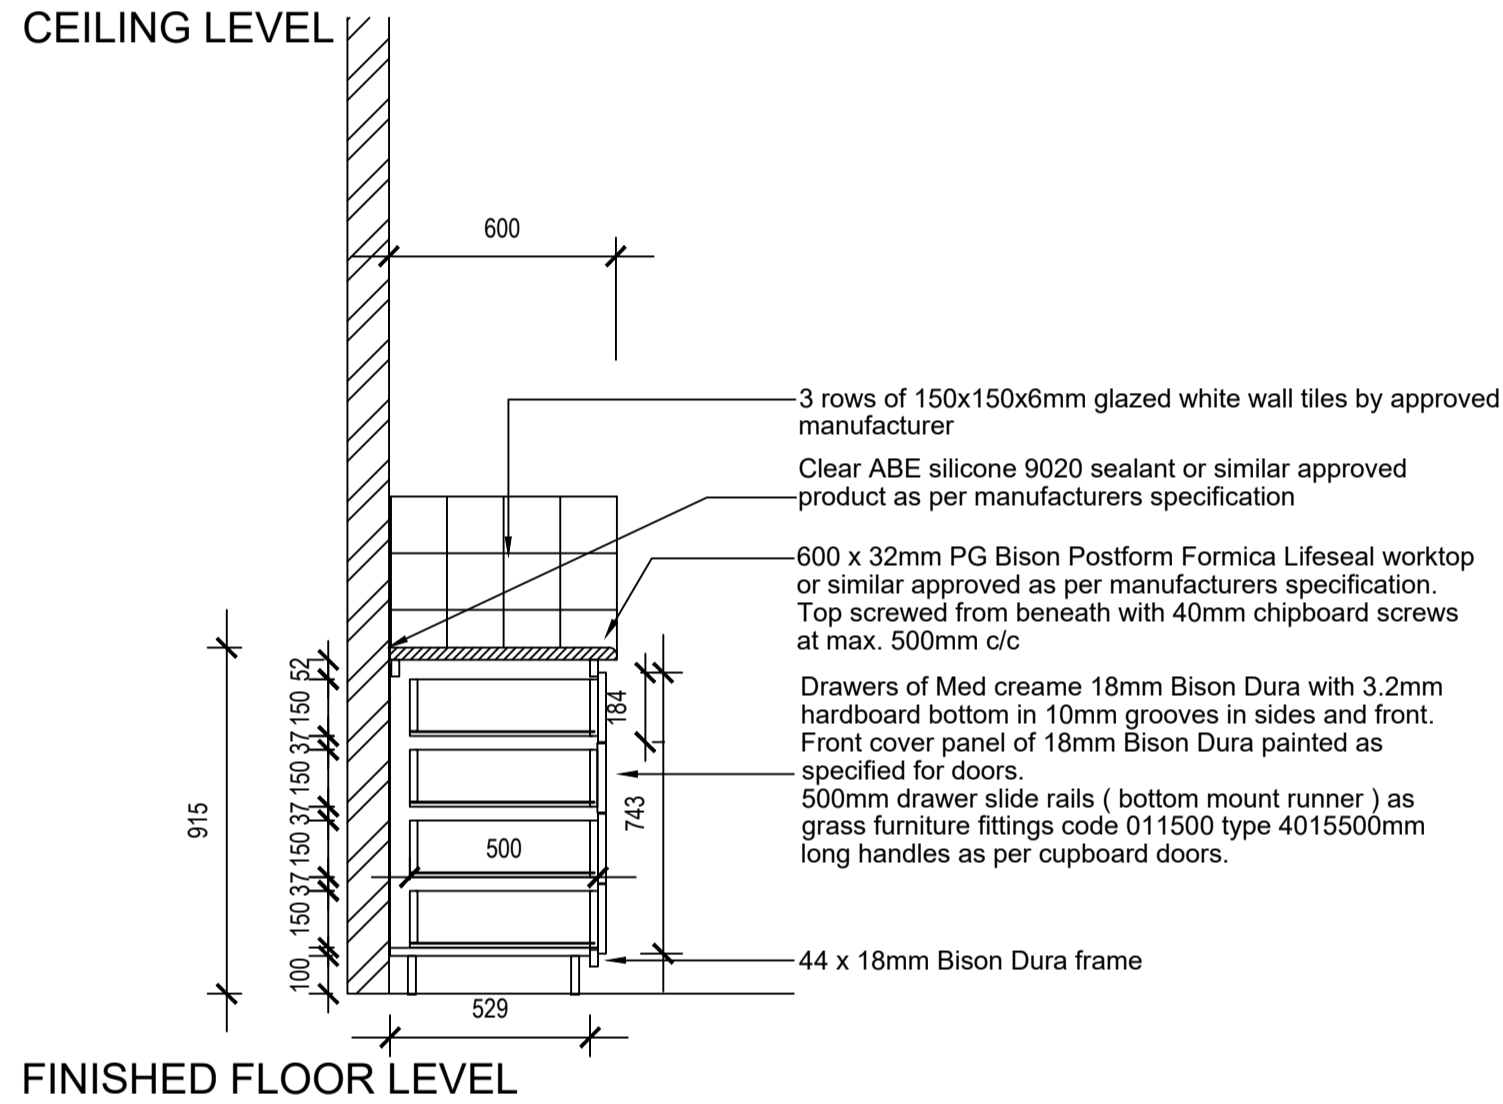 CEILING LEVEL
600
3 rows of 150x150x6mm glazed white wall tiles by approved
manufacturer
Clear ABE silicone 9020 sealant or similar approved
product as per manufacturers specification
600 x 32mm PG Bison Postform Formica Lifeseal worktop
or similar approved as per manufacturers specification.
Top screwed from beneath with 40mm chipboard screws
at max. 500mm c/c
Drawers of Med creame 18mm Bison Dura with 3.2mm
hardboard bottom in 10mm grooves in sides and front.
Front cover panel of 18mm Bison Dura painted as
specified for doors.
500mm drawer slide rails ( bottom mount runner ) as
grass furniture fittings code 011500 type 4015500mm
long handles as per cupboard doors.
44 x 18mm Bison Dura frame
915
52
150
37
150
37
150
37
150
100
184
743
500
529
FINISHED FLOOR LEVEL